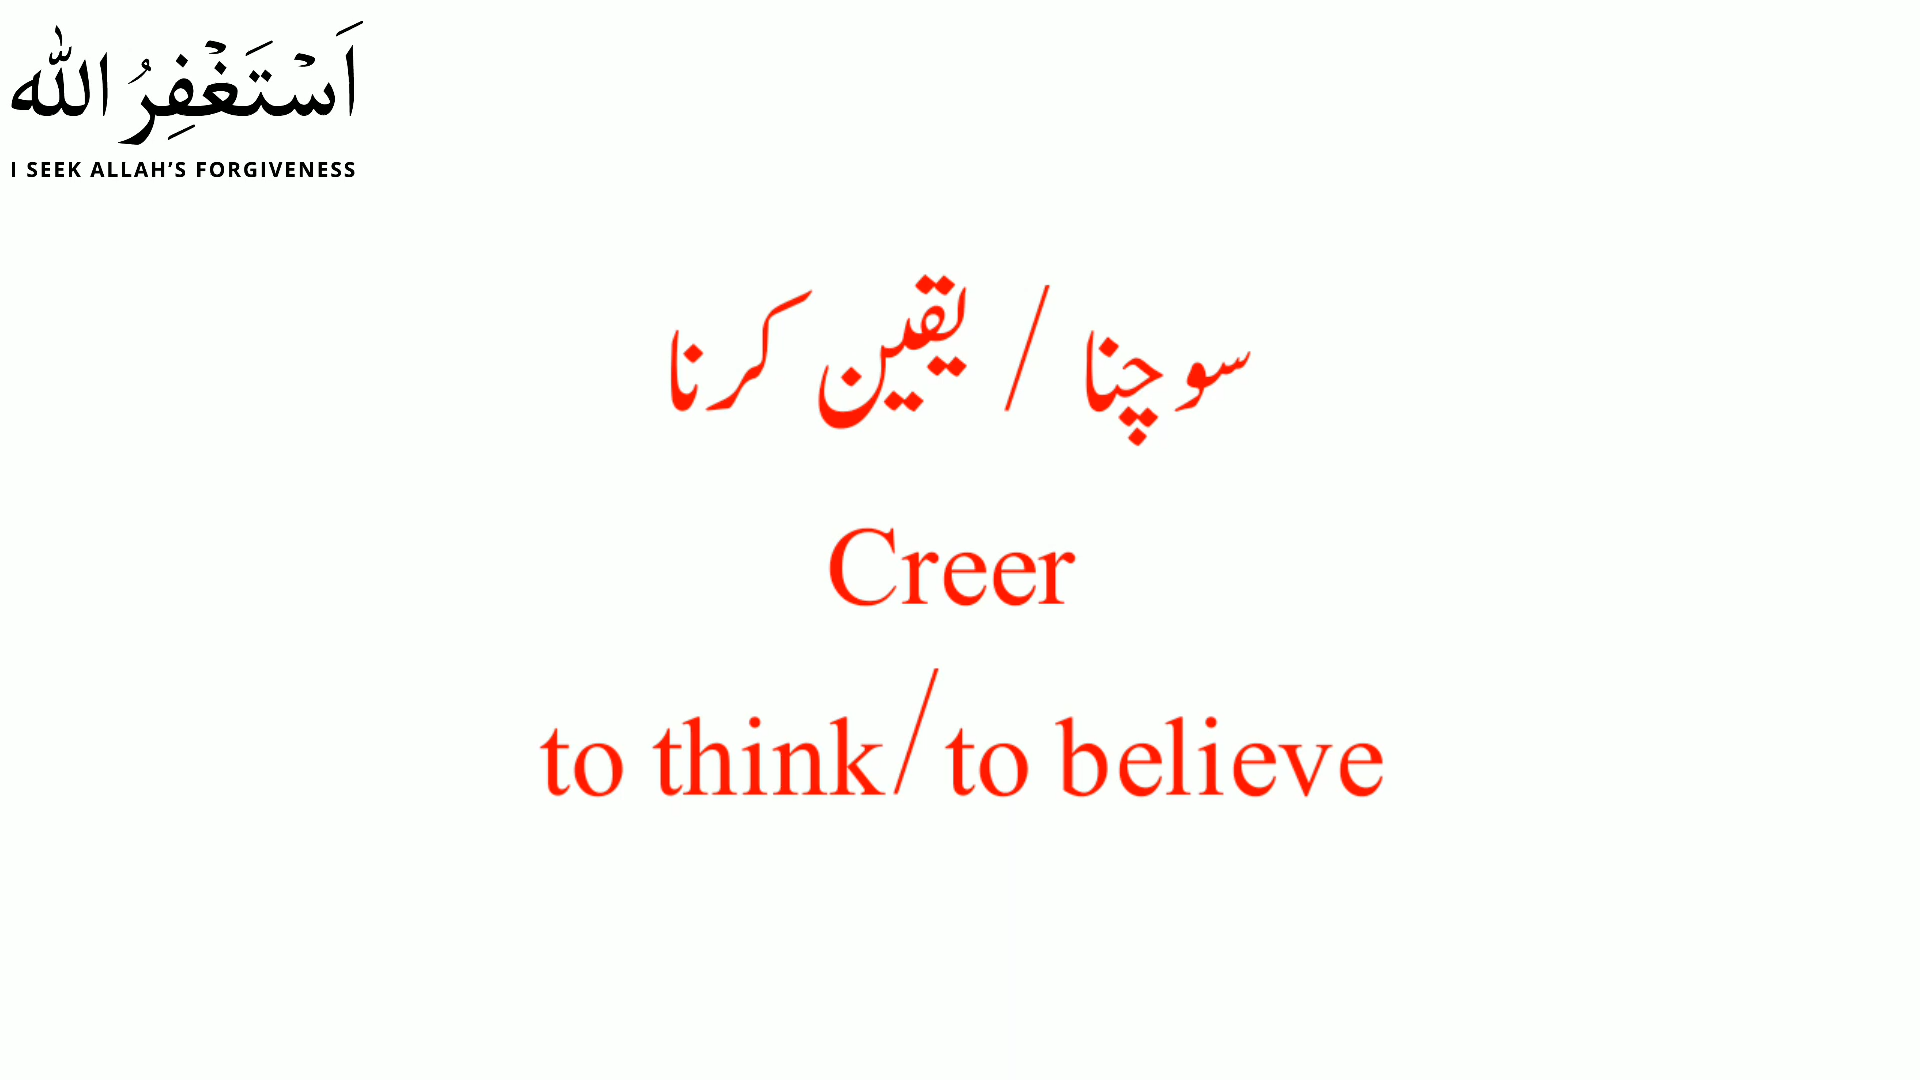 اَسْتَغْفِرُ اللّٰه
I SEEK ALLAH’S FORGIVENESS
سوچنا / یقین کرنا
Creer
to think/to believe